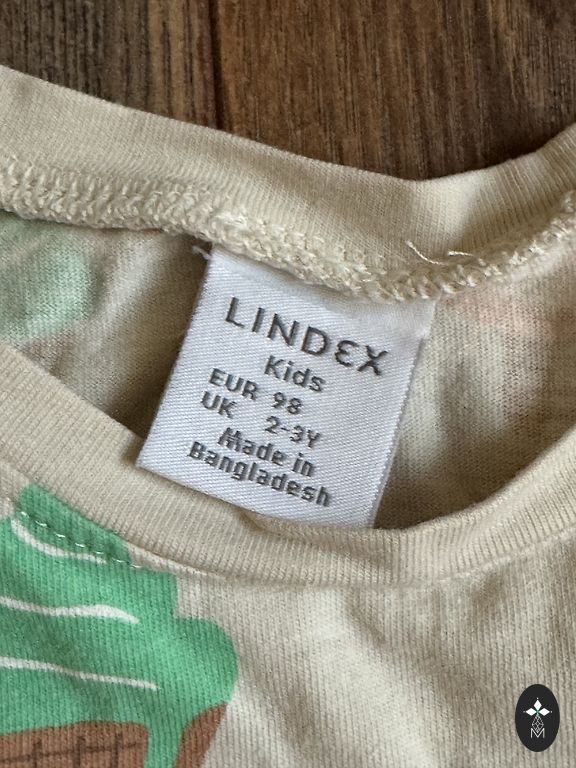 LINDEX
Kids
EUR 98
UK 2-3Y
Made in
Bangladesh
M